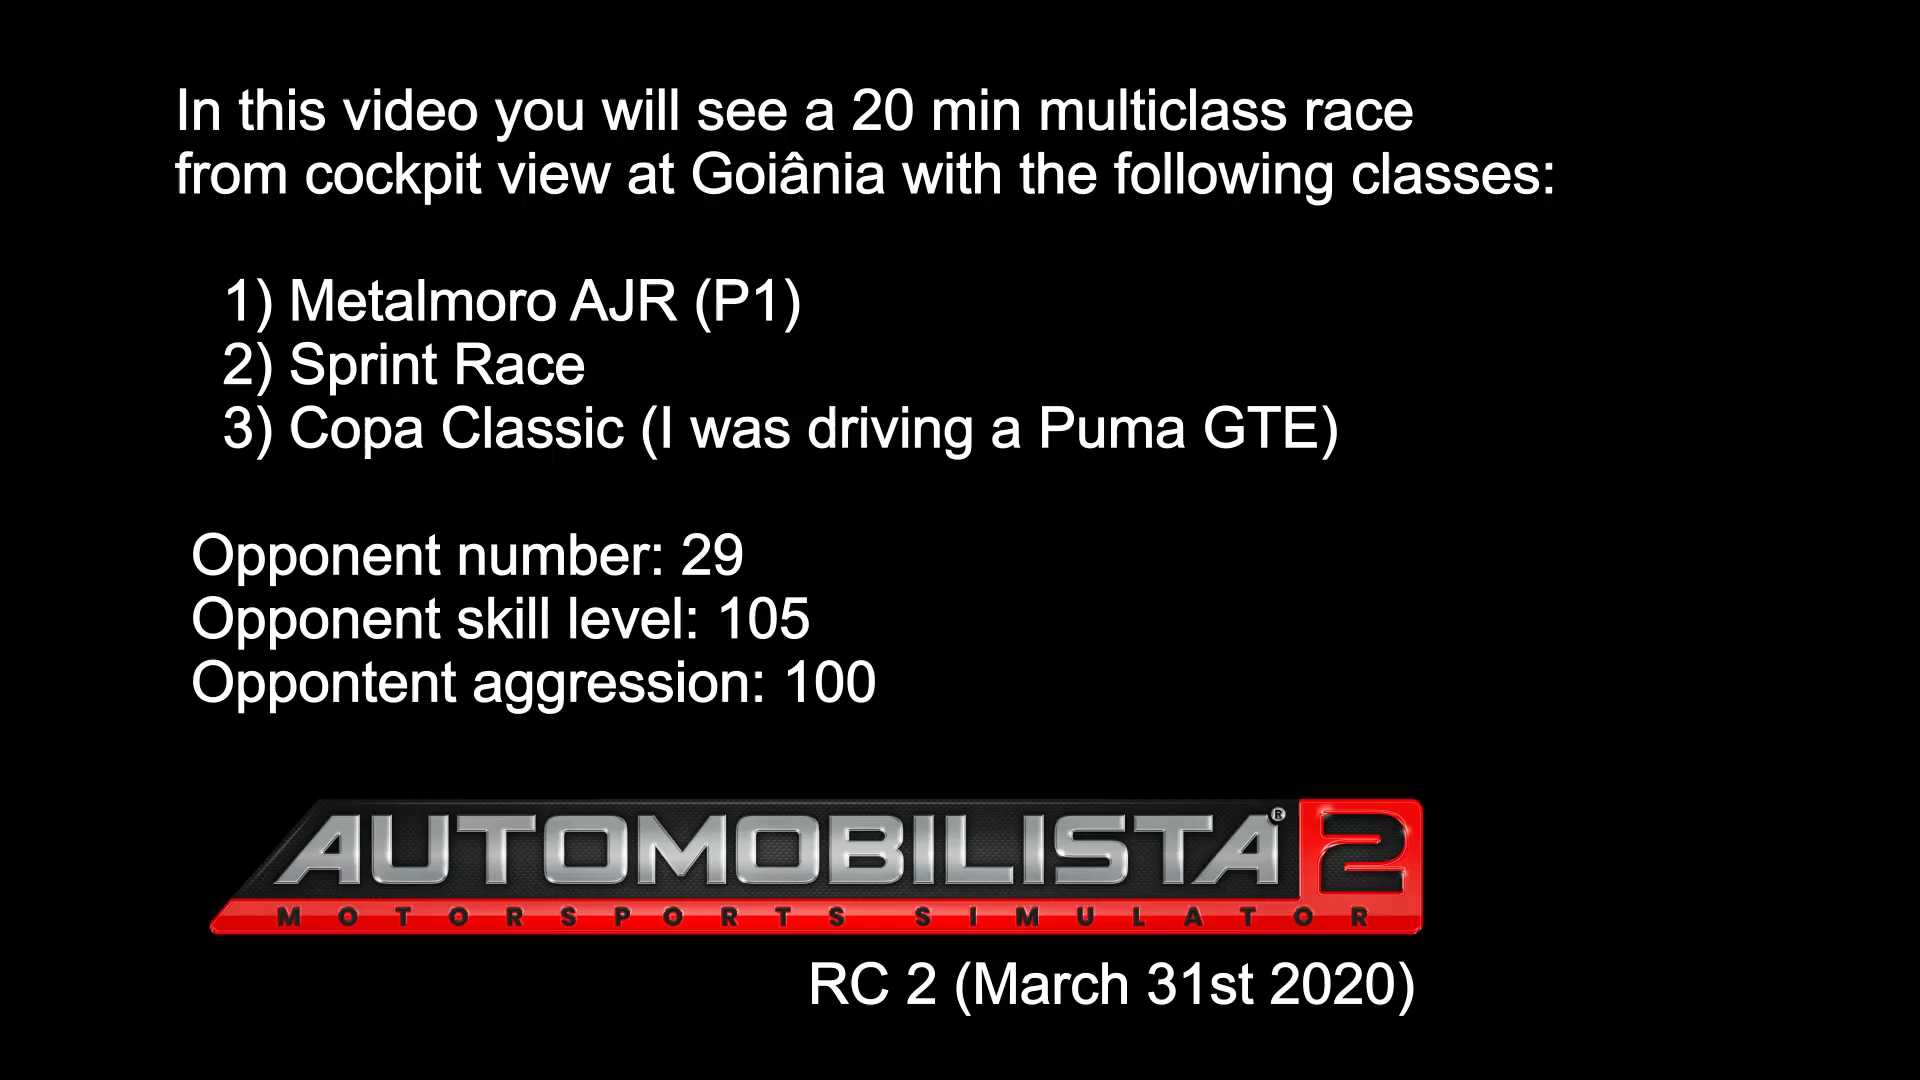 In this video you will see a 20 min multiclass race
from cockpit view at Goiânia with the following classes:
1) Metalmoro AJR (P1)
2) Sprint Race
3) Copa Classic (I was driving a Puma GTE)
Opponent number: 29
Opponent skill level: 105
Oppontent aggression: 100
AUTOMOBILISTA® 2
MOTORSPORTS SIMULATOR
RC 2 (March 31st 2020)